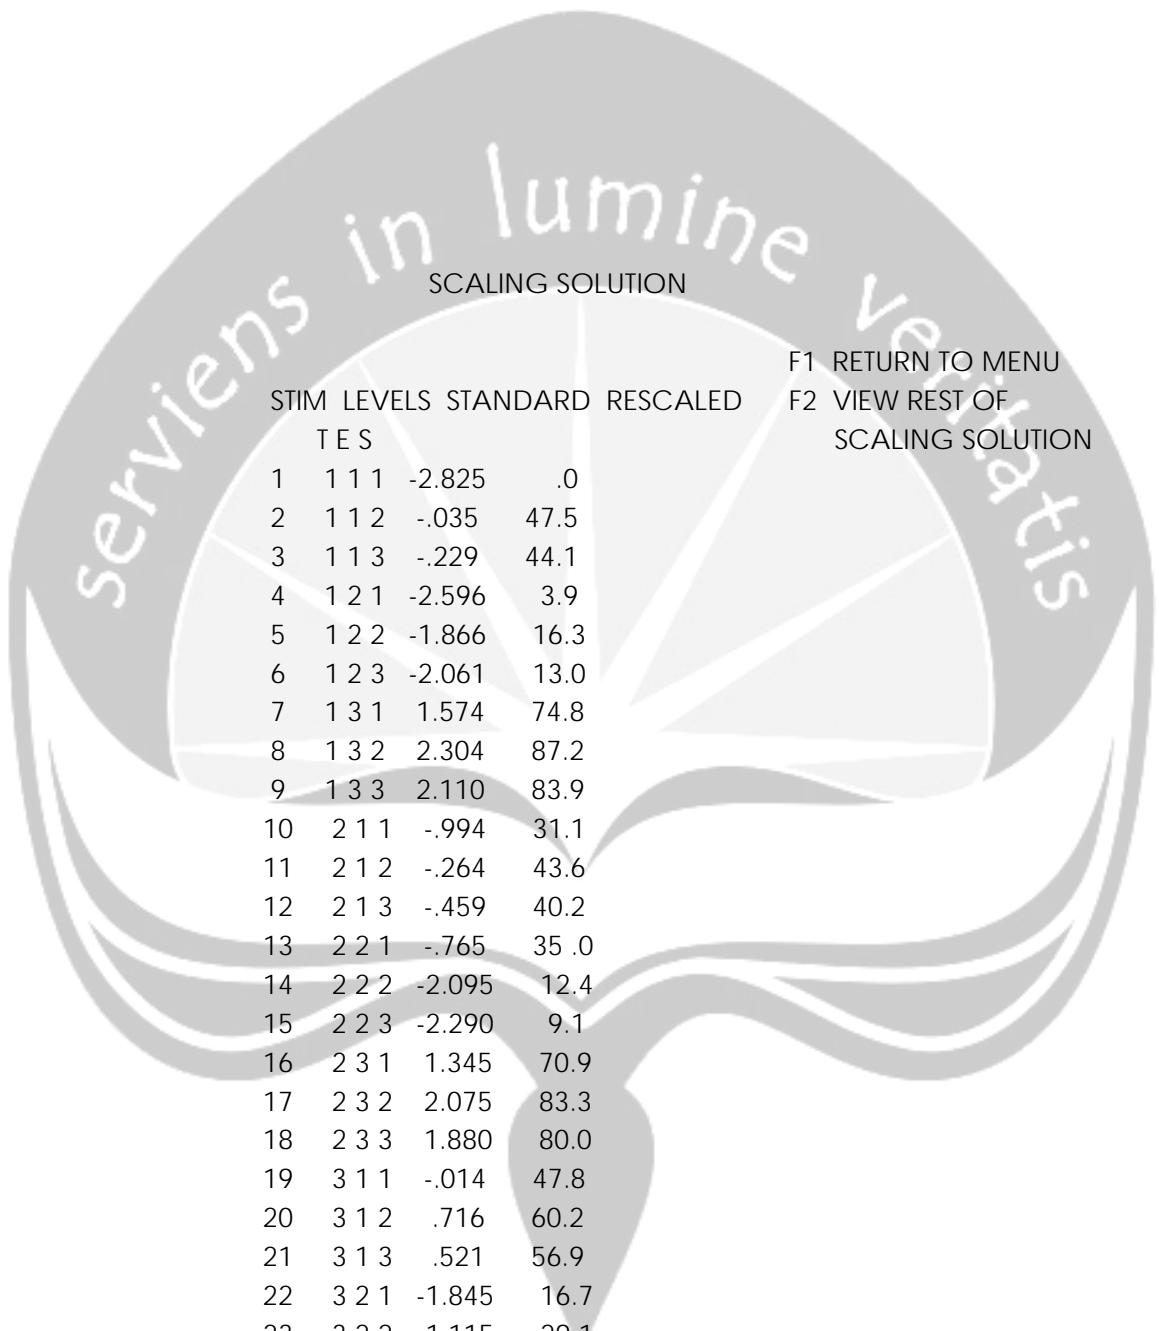 serviens in lumine veritatis
SCALING SOLUTION
F1 RETURN TO MENU
STIM LEVELS STANDARD RESCALED F2 VIEW REST OF
T E S SCALING SOLUTION
1 1 1 1 -2.825 .0
2 1 1 2 -.035 47.5
3 1 1 3 -.229 44.1
4 1 2 1 -2.596 3.9
5 1 2 2 -1.866 16.3
6 1 2 3 -2.061 13.0
7 1 3 1 1.574 74.8
8 1 3 2 2.304 87.2
9 1 3 3 2.110 83.9
10 2 1 1 -.994 31.1
11 2 1 2 -.264 43.6
12 2 1 3 -.459 40.2
13 2 2 1 -.765 35 .0
14 2 2 2 -2.095 12.4
15 2 2 3 -2.290 9.1
16 2 3 1 1.345 70.9
17 2 3 2 2.075 83.3
18 2 3 3 1.880 80.0
19 3 1 1 -.014 47.8
20 3 1 2 .716 60.2
21 3 1 3 .521 56.9
22 3 2 1 -1.845 16.7